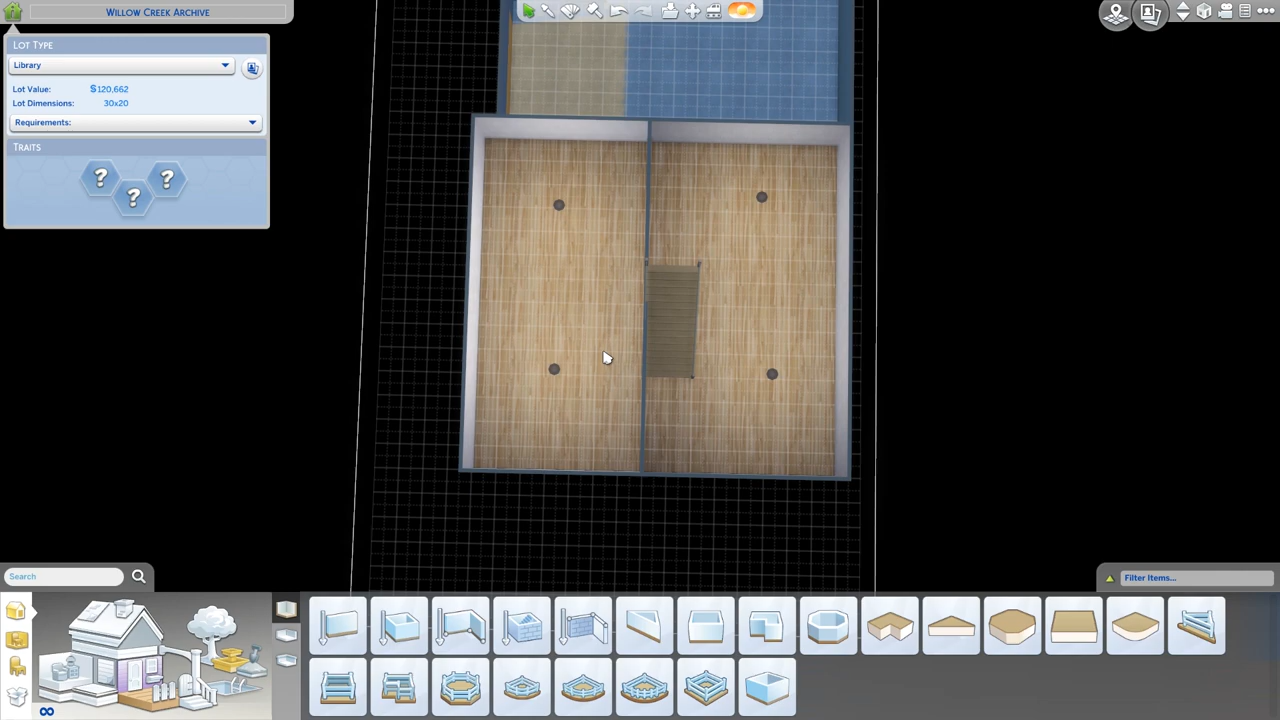 WILLOW CREEK ARCHIVE
LOT TYPE
Library
Lot Value: §120,662
Lot Dimensions: 30x20
Requirements:
TRAITS
? ? ?
Search
Filter Items...